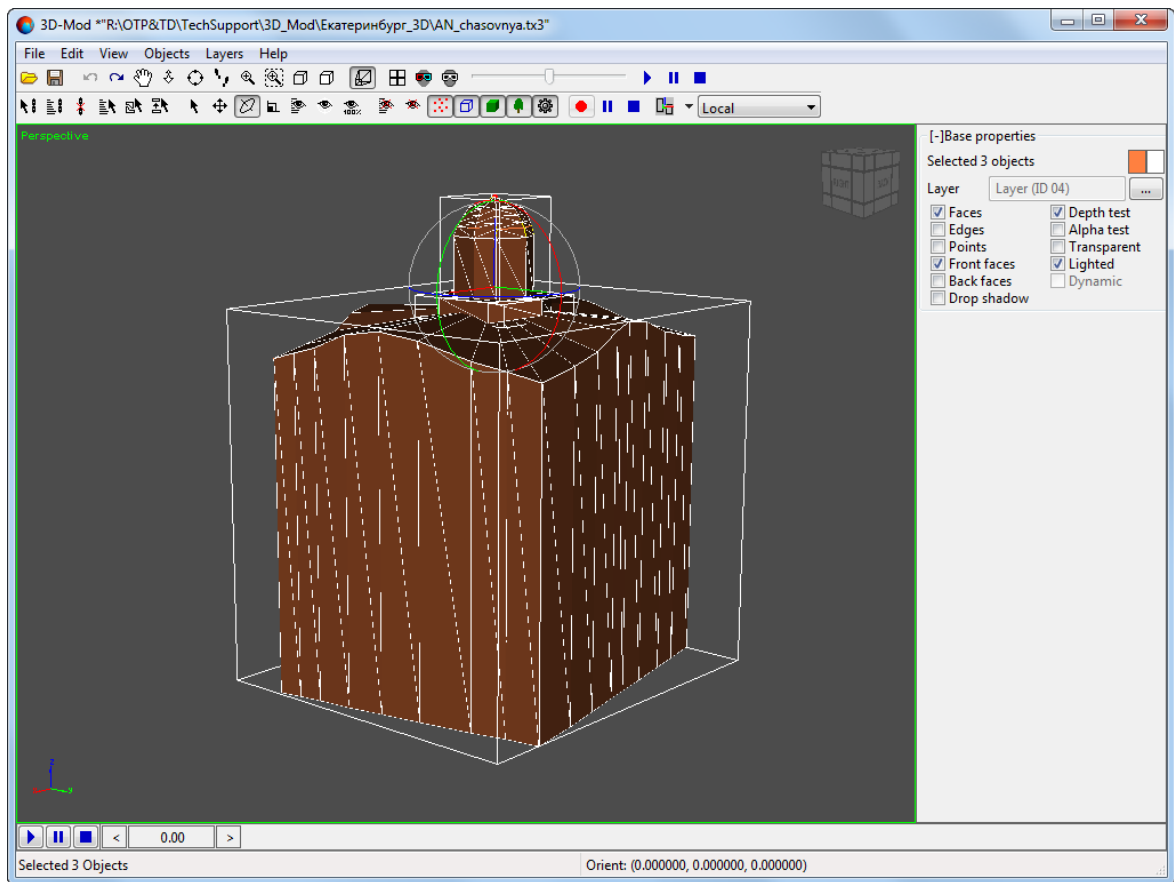 3D-Mod *"R:\OTP&TD\TechSupport\3D_Mod\Екатеринбург_3D\AN_chasovnya.tx3"
File Edit View Objects Layers Help
100%
Local
Perspective
[-]Base properties
Selected 3 objects
Layer Layer (ID 04) ...
Faces Depth test
Edges Alpha test
Points Transparent
Front faces Lighted
Back faces Dynamic
Drop shadow
z
y
< 0.00 >
Selected 3 Objects Orient: (0.000000, 0.000000, 0.000000)